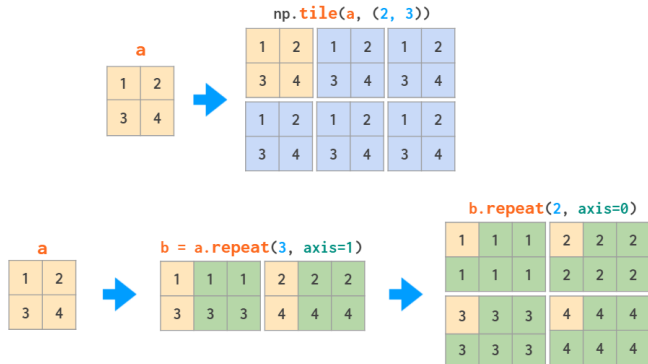 np.tile(a, (2, 3))
a
1 2 1 2 1 2
1 2
3 4 3 4 3 4
3 4
1 2 1 2 1 2
3 4 3 4 3 4
b.repeat(2, axis=0)
a
b = a.repeat(3, axis=1)
1 1 1 2 2 2
1 2
1 1 1 2 2 2
1 1 1 2 2 2
3 4
3 3 3 4 4 4
3 3 3 4 4 4
3 3 3 4 4 4